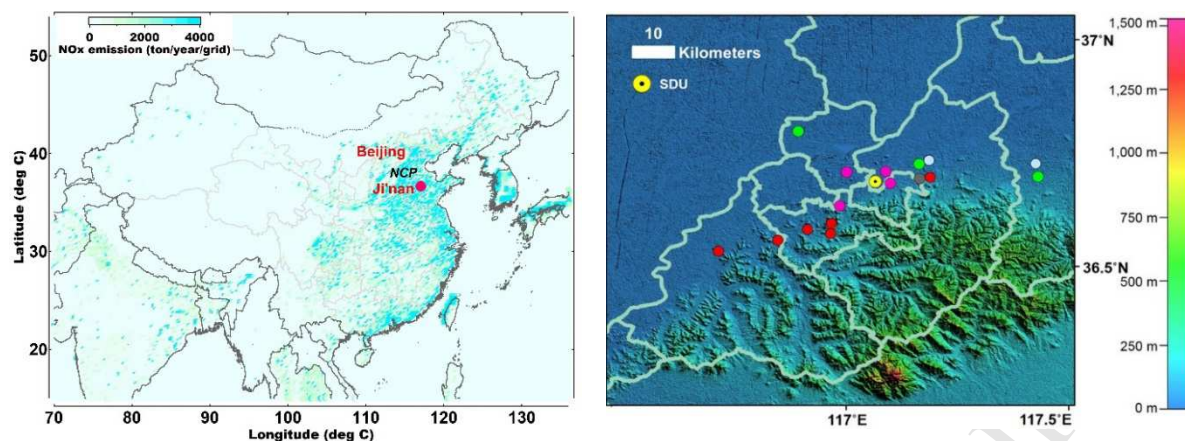 0 2000 4000
NOx emission (ton/year/grid)
50
40
30
20
Latitude (deg C)
Beijing
NCP
Ji'nan
70 80 90 100 110 120 130
Longitude (deg C)
10
Kilometers
SDU
37°N
36.5°N
117°E 117.5°E
1,500 m
1,250 m
1,000 m
750 m
500 m
250 m
0 m